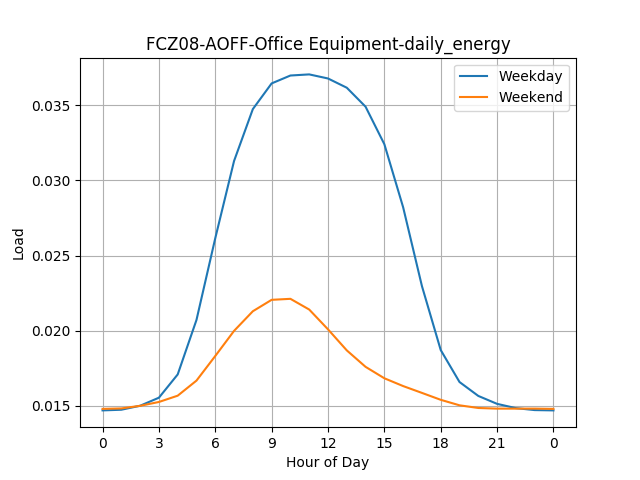 FCZ08-AOFF-Office Equipment-daily_energy
Weekday
Weekend
0.035
0.030
0.025
0.020
0.015
Load
0 3 6 9 12 15 18 21 0
Hour of Day